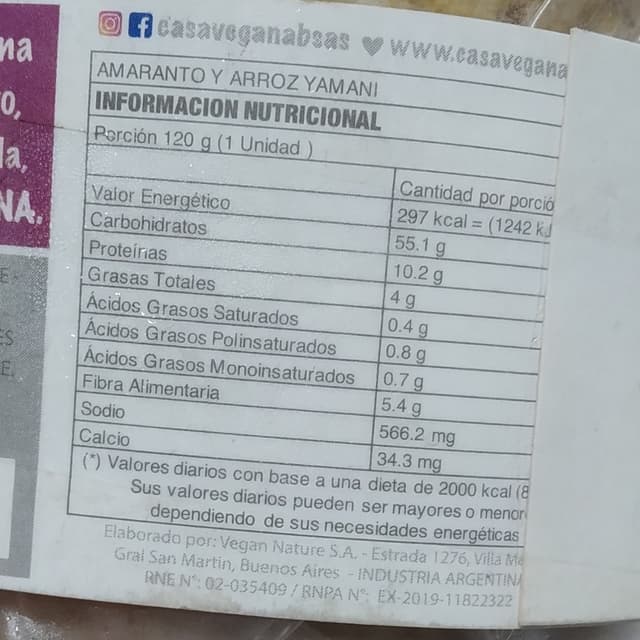 casaveganabsas www.casavegana
AMARANTO Y ARROZ YAMANI
INFORMACION NUTRICIONAL
Porción 120 g (1 Unidad )
Cantidad por porció
Valor Energético 297 kcal = (1242 kJ
Carbohidratos 55.1 g
Proteínas 10.2 g
Grasas Totales 4 g
Ácidos Grasos Saturados 0.4 g
Ácidos Grasos Polinsaturados 0.8 g
Ácidos Grasos Monoinsaturados 0.7 g
Fibra Alimentaria 5.4 g
Sodio 566.2 mg
Calcio 34.3 mg
(*) Valores diarios con base a una dieta de 2000 kcal (8
Sus valores diarios pueden ser mayores o menor
dependiendo de sus necesidades energéticas
Elaborado por: Vegan Nature S.A. - Estrada 1276, Villa Ma
Gral San Martin, Buenos Aires - INDUSTRIA ARGENTINA
RNE N°: 02-035409 / RNPA N°: EX-2019-11822322
na
o,
la,
NA.